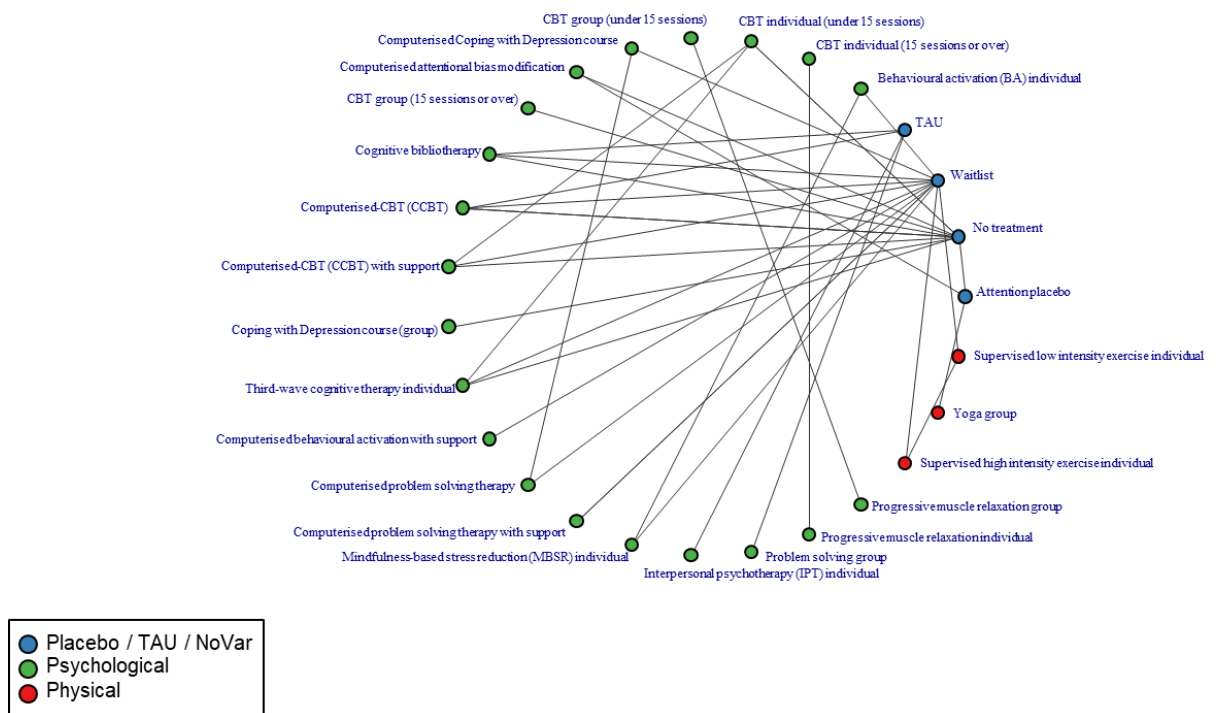 CBT group (under 15 sessions)
CBT individual (under 15 sessions)
Computerised Coping with Depression course
CBT individual (15 sessions or over)
Computerised attentional bias modification
Behavioural activation (BA) individual
CBT group (15 sessions or over)
TAU
Cognitive bibliotherapy
Waitlist
Computerised-CBT (CCBT)
No treatment
Computerised-CBT (CCBT) with support
Attention placebo
Coping with Depression course (group)
Supervised low intensity exercise individual
Third-wave cognitive therapy individual
Yoga group
Computerised behavioural activation with support
Supervised high intensity exercise individual
Computerised problem solving therapy
Progressive muscle relaxation group
Computerised problem solving therapy with support
Progressive muscle relaxation individual
Mindfulness-based stress reduction (MBSR) individual
Problem solving group
Interpersonal psychotherapy (IPT) individual
Placebo / TAU / NoVar
Psychological
Physical